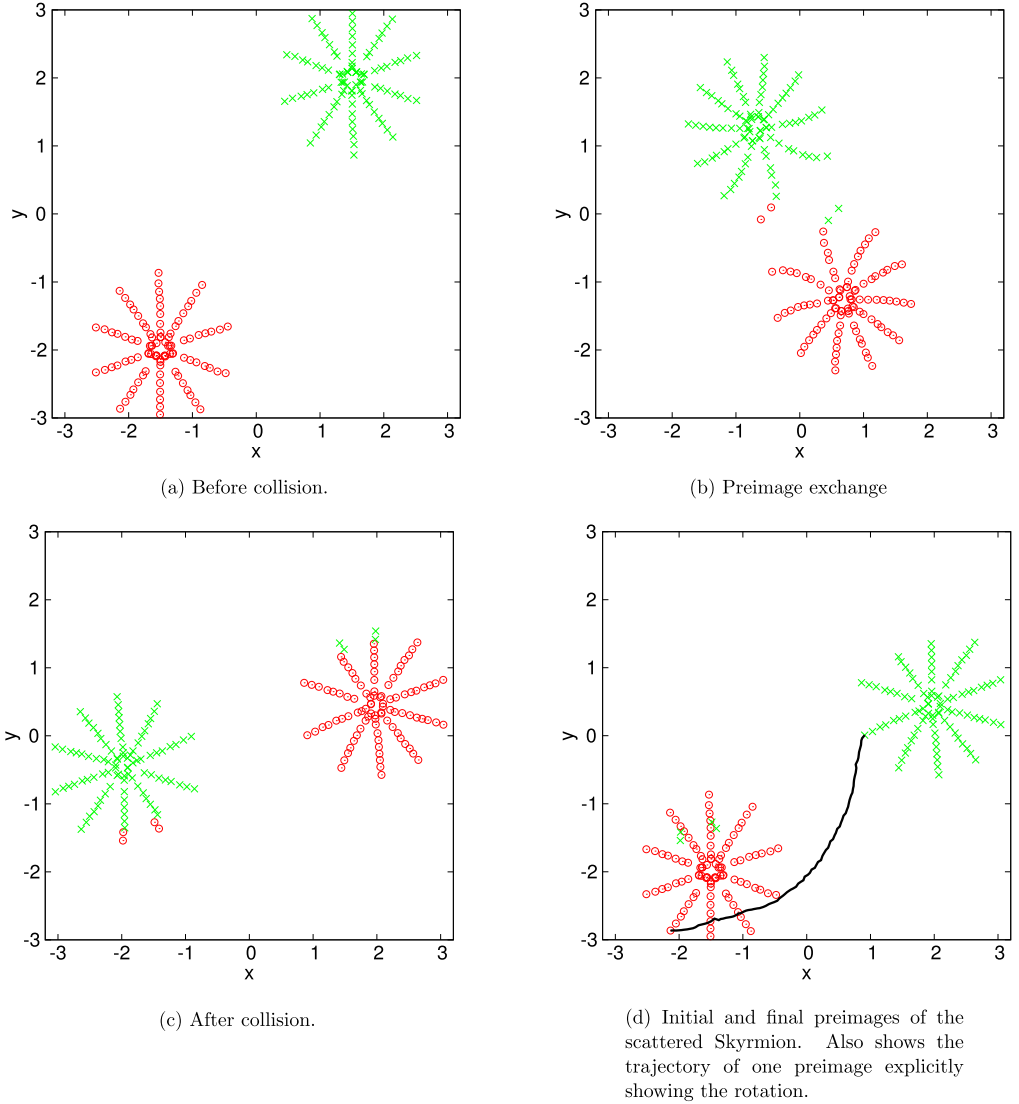 3
2
1
0
-1
-2
-3
y
-3 -2 -1 0 1 2 3
x
(a) Before collision.
3
2
1
0
-1
-2
-3
y
-3 -2 -1 0 1 2 3
x
(b) Preimage exchange
3
2
1
0
-1
-2
-3
y
-3 -2 -1 0 1 2 3
x
(c) After collision.
3
2
1
0
-1
-2
-3
y
-3 -2 -1 0 1 2 3
x
(d) Initial and final preimages of the
scattered Skyrmion. Also shows the
trajectory of one preimage explicitly
showing the rotation.